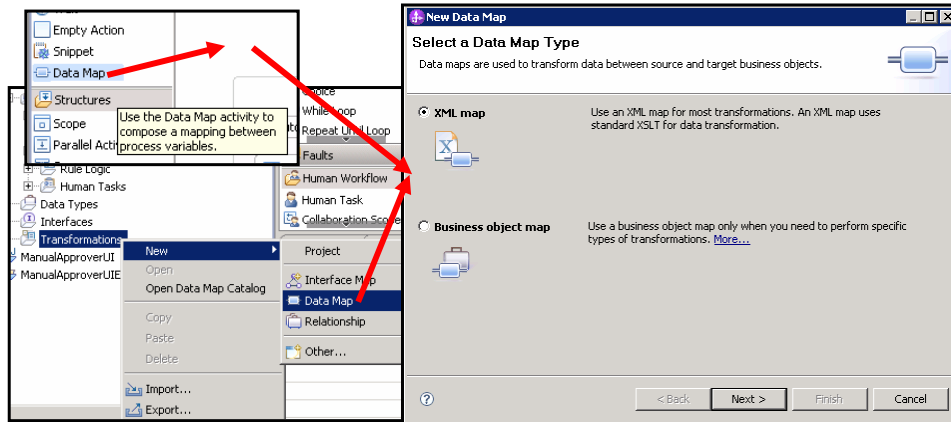 Empty Action
Snippet
Data Map
Structures
Scope
Parallel Acti
Use the Data Map activity to
compose a mapping between
process variables.
Rule Logic
Human Tasks
Data Types
Interfaces
Transformations
ManualApproverUI
ManualApproverUIE
New
Open
Open Data Map Catalog
Copy
Paste
Delete
Import...
Export...
Choice
While Loop
Repeat Until Loop
Faults
Human Workflow
Human Task
Collaboration Scope
Project
Interface Map
Data Map
Relationship
Other...
New Data Map
Select a Data Map Type
Data maps are used to transform data between source and target business objects.
XML map
Use an XML map for most transformations. An XML map uses
standard XSLT for data transformation.
Business object map
Use a business object map only when you need to perform specific
types of transformations. More...
< Back
Next >
Finish
Cancel